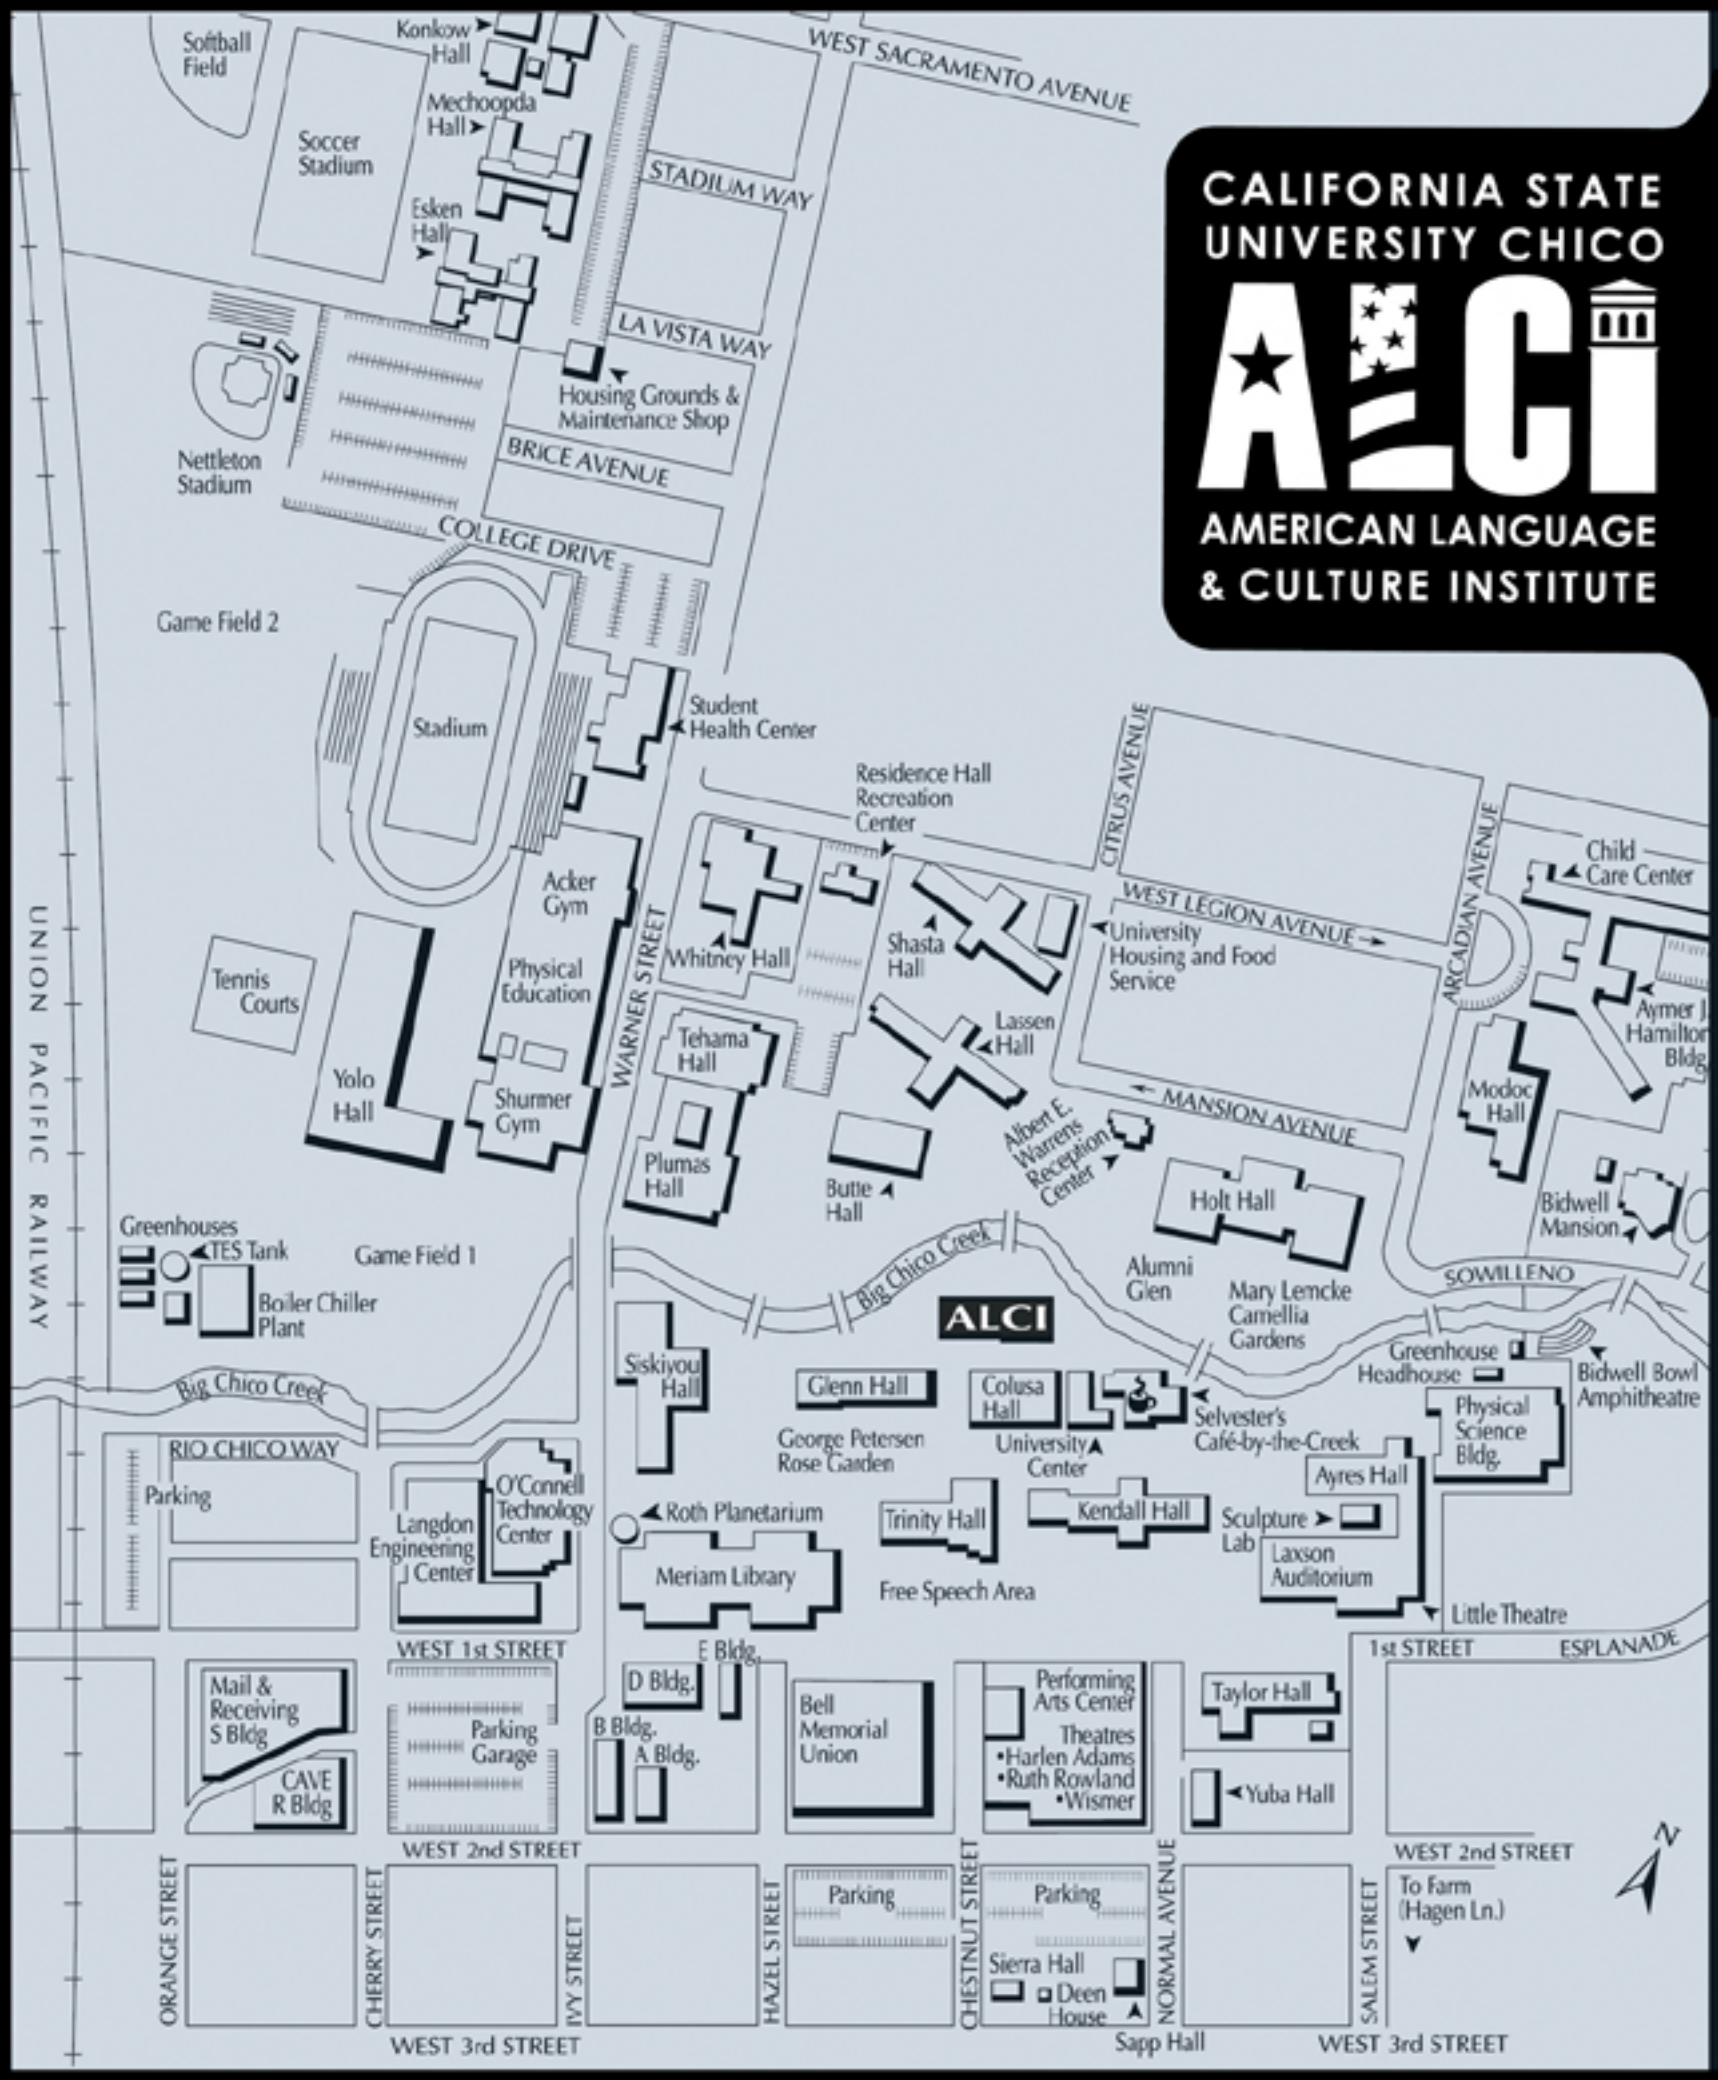 Softball
Field
Konkow
Hall
WEST SACRAMENTO AVENUE
Mechoopda
Hall
Soccer
Stadium
STADIUM WAY
CALIFORNIA STATE
UNIVERSITY CHICO
ALCI
AMERICAN LANGUAGE
& CULTURE INSTITUTE
Esken
Hall
LA VISTA WAY
Housing Grounds &
Maintenance Shop
BRICE AVENUE
Nettleton
Stadium
COLLEGE DRIVE
Game Field 2
Stadium
Student
Health Center
CITRUS AVENUE
Residence Hall
Recreation
Center
ARCADIAN AVENUE
Child
Care Center
Acker
Gym
WEST LEGION AVENUE
UNION PACIFIC RAILWAY
WARNER STREET
Whitney Hall
Shasta
Hall
University
Housing and Food
Service
Physical
Education
Tennis
Courts
Aymer J.
Hamilton
Bldg
Tehama
Hall
Lassen
Hall
Yolo
Hall
Shurmer
Gym
MANSION AVENUE
Modoc
Hall
Albert E.
Warrens
Reception
Center
Plumas
Hall
Butte
Hall
Holt Hall
Bidwell
Mansion
Greenhouses
TES Tank
Game Field 1
Big Chico Creek
Alumni
Glen
SOWILLENO
Boiler Chiller
Plant
ALCI
Mary Lemcke
Camellia
Gardens
Greenhouse
Headhouse
Bidwell Bowl
Amphitheatre
Siskiyou
Hall
Glenn Hall
Colusa
Hall
Big Chico Creek
Selvester's
Café-by-the-Creek
Physical
Science
Bldg.
George Petersen
Rose Garden
University
Center
RIO CHICO WAY
Ayres Hall
Parking
O'Connell
Technology
Center
Langdon
Engineering
Center
Roth Planetarium
Trinity Hall
Kendall Hall
Sculpture
Lab
Meriam Library
Laxson
Auditorium
Free Speech Area
Little Theatre
WEST 1st STREET
1st STREET
ESPLANADE
E Bldg.
D Bldg.
Mail &
Receiving
S Bldg
Performing
Arts Center
Theatres
•Harlen Adams
•Ruth Rowland
•Wismer
Taylor Hall
Bell
Memorial
Union
Parking
Garage
B Bldg.
A Bldg.
CAVE
R Bldg
Yuba Hall
WEST 2nd STREET
WEST 2nd STREET
N
ORANGE STREET
CHERRY STREET
IVY STREET
HAZEL STREET
CHESTNUT STREET
NORMAL AVENUE
SALEM STREET
Parking
Parking
To Farm
(Hagen Ln.)
Sierra Hall
Deen
House
Sapp Hall
WEST 3rd STREET
WEST 3rd STREET